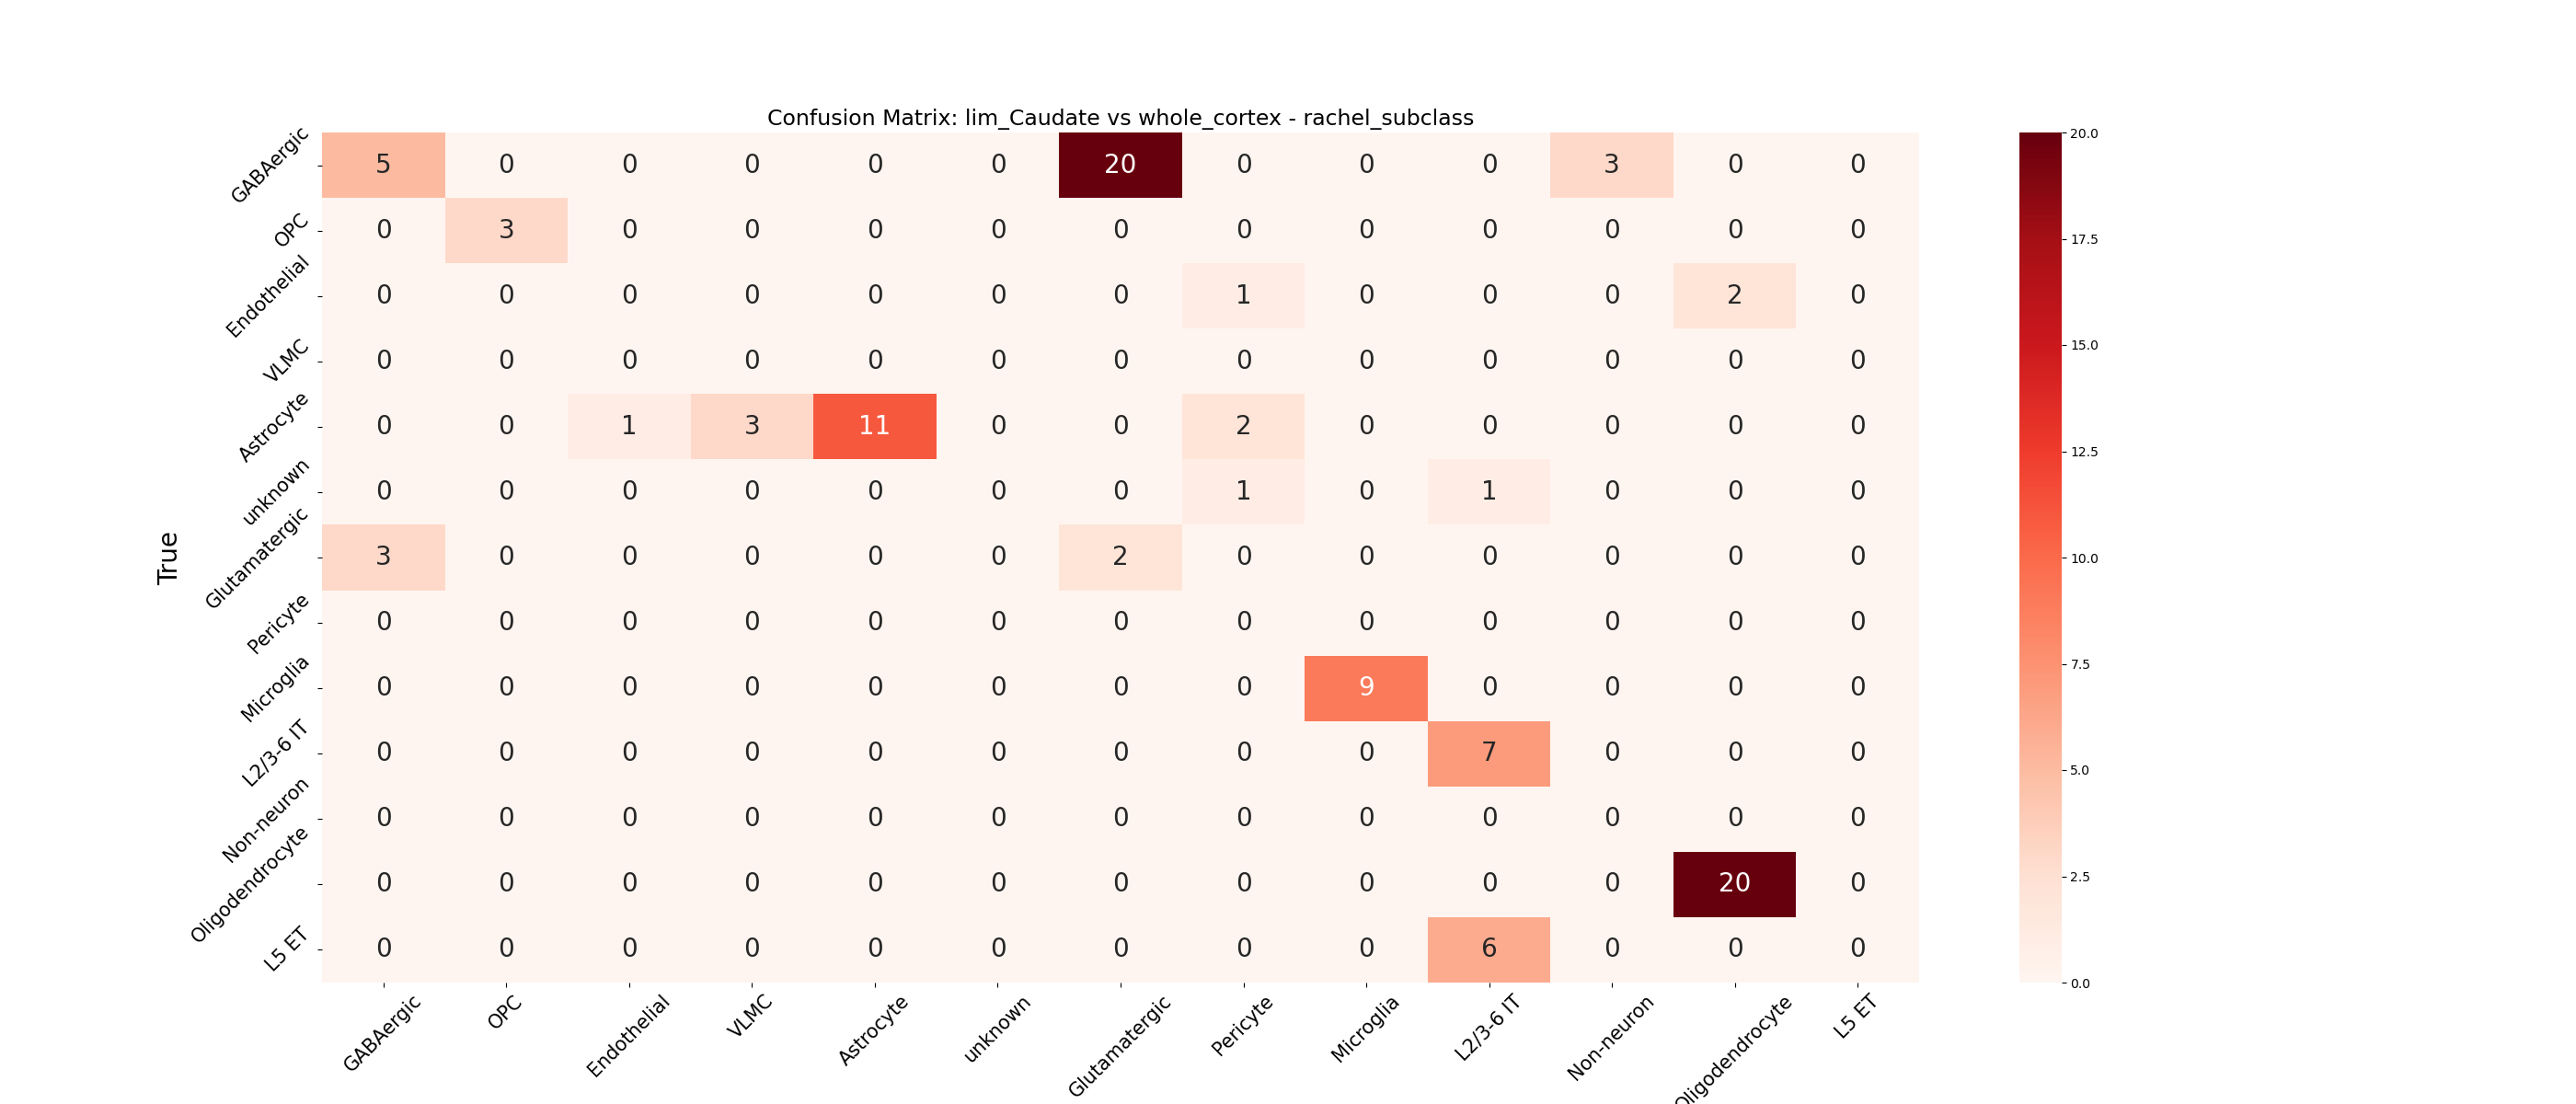 Confusion Matrix: lim_Caudate vs whole_cortex - rachel_subclass
True
GABAergic 5 0 0 0 0 0 20 0 0 0 3 0 0
OPC 0 3 0 0 0 0 0 0 0 0 0 0 0
Endothelial 0 0 0 0 0 0 0 1 0 0 0 2 0
VLMC 0 0 0 0 0 0 0 0 0 0 0 0 0
Astrocyte 0 0 1 3 11 0 0 2 0 0 0 0 0
unknown 0 0 0 0 0 0 0 1 0 1 0 0 0
Glutamatergic 3 0 0 0 0 0 2 0 0 0 0 0 0
Pericyte 0 0 0 0 0 0 0 0 0 0 0 0 0
Microglia 0 0 0 0 0 0 0 0 9 0 0 0 0
L2/3-6 IT 0 0 0 0 0 0 0 0 0 7 0 0 0
Non-neuron 0 0 0 0 0 0 0 0 0 0 0 0 0
Oligodendrocyte 0 0 0 0 0 0 0 0 0 0 0 20 0
L5 ET 0 0 0 0 0 0 0 0 0 6 0 0 0
GABAergic OPC Endothelial VLMC Astrocyte unknown Glutamatergic Pericyte Microglia L2/3-6 IT Non-neuron Oligodendrocyte L5 ET
20.0
17.5
15.0
12.5
10.0
7.5
5.0
2.5
0.0